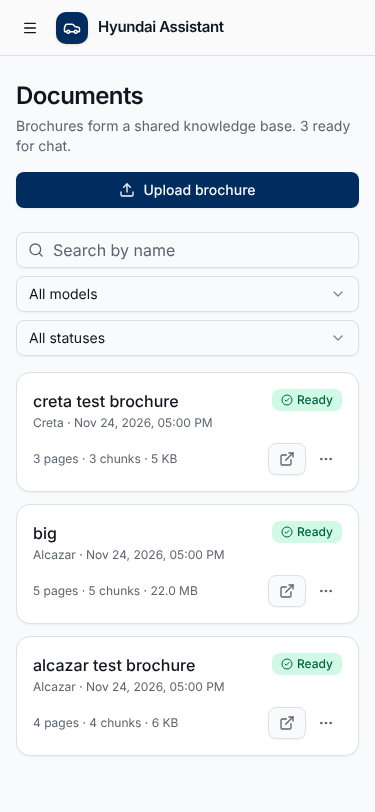 Hyundai Assistant
Documents
Brochures form a shared knowledge base. 3 ready
for chat.
Upload brochure
Search by name
All models
All statuses
creta test brochure
Ready
Creta · Nov 24, 2026, 05:00 PM
3 pages · 3 chunks · 5 KB
big
Ready
Alcazar · Nov 24, 2026, 05:00 PM
5 pages · 5 chunks · 22.0 MB
alcazar test brochure
Ready
Alcazar · Nov 24, 2026, 05:00 PM
4 pages · 4 chunks · 6 KB